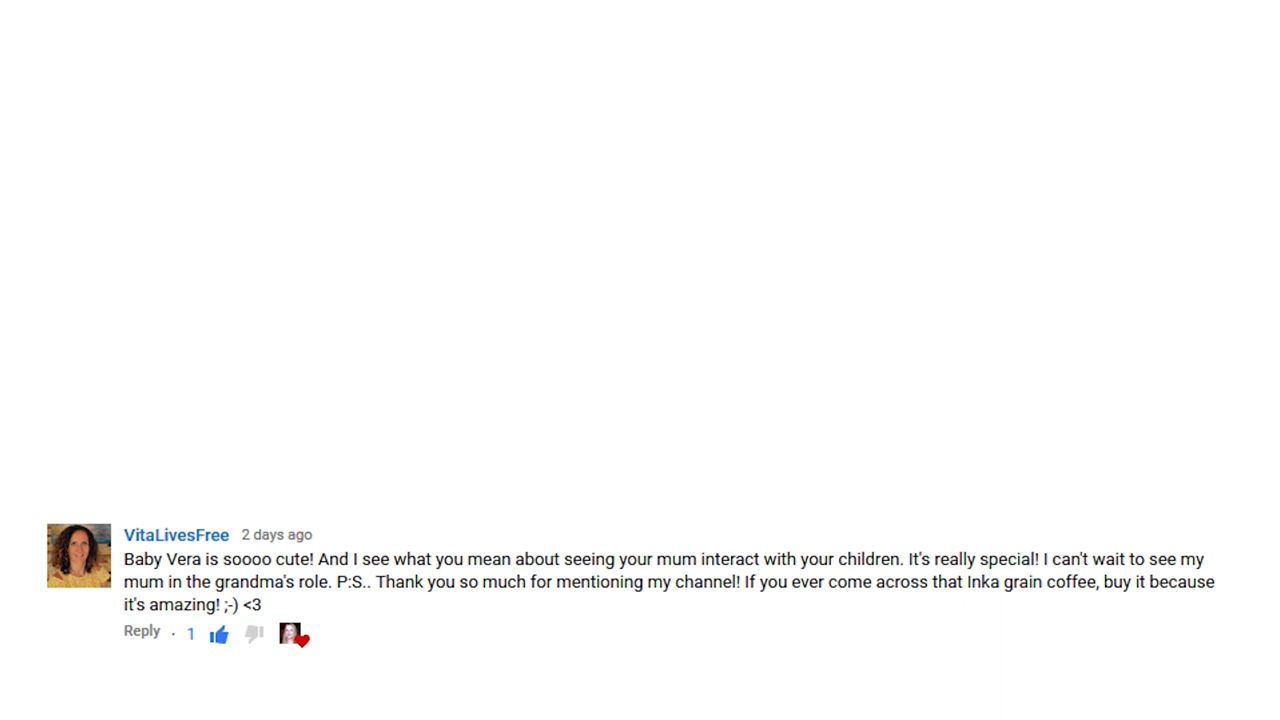 VitaLivesFree 2 days ago
Baby Vera is soooo cute! And I see what you mean about seeing your mum interact with your children. It's really special! I can't wait to see my
mum in the grandma's role. P:S.. Thank you so much for mentioning my channel! If you ever come across that Inka grain coffee, buy it because
it's amazing! ;-) <3
Reply · 1